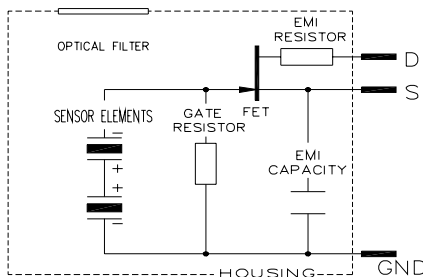 EMI
RESISTOR
OPTICAL FILTER
D
S
SENSOR ELEMENTS
GATE
RESISTOR
FET
EMI
CAPACITY
−
+
+
−
GND
HOUSING